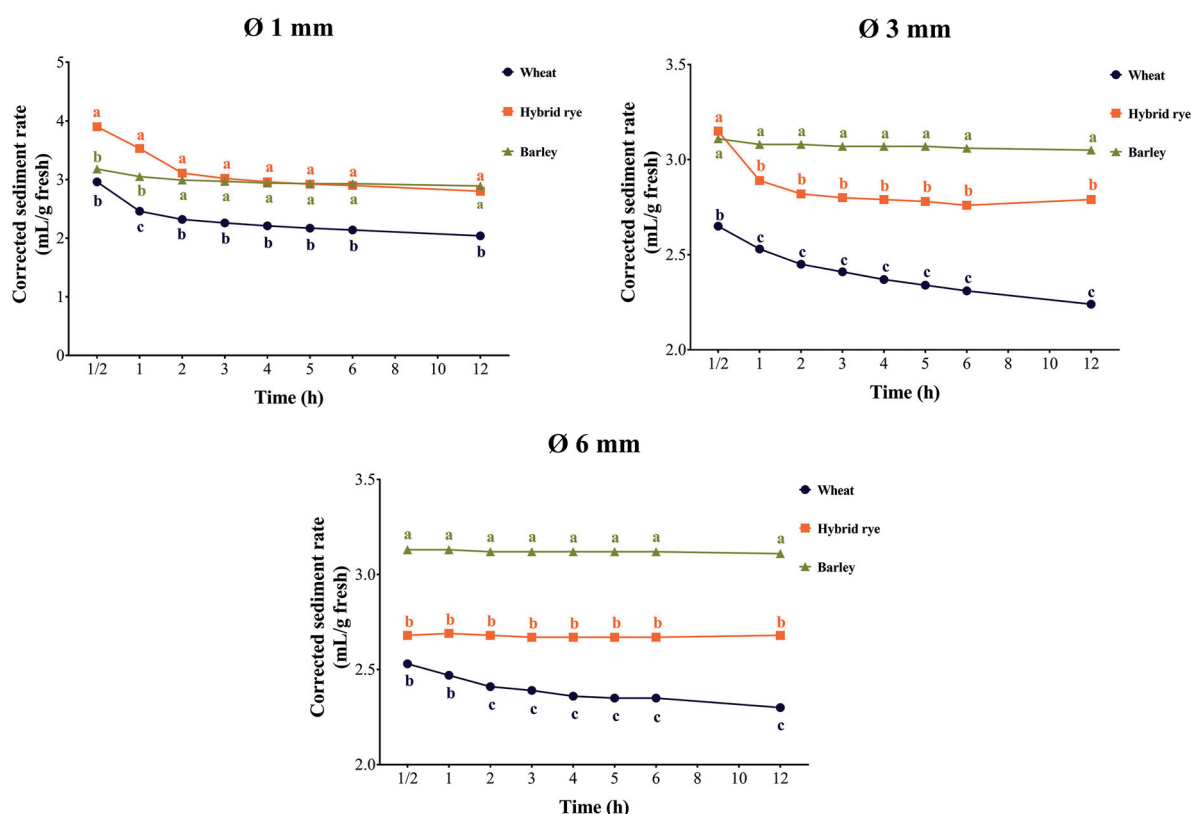 Ø 1 mm
Corrected sediment rate
(mL/g fresh)
5
4
3
2
1
0
a
a
a
a
a
a
a
a
b
b
a
a
a
a
a
a
b
c
b
b
b
b
b
b
1/2
1
2
3
4
5
6
8
10
12
Time (h)
Wheat
Hybrid rye
Barley
Ø 3 mm
Corrected sediment rate
(mL/g fresh)
3.5
3.0
2.5
2.0
a
a
a
a
a
a
a
a
a
b
b
b
b
b
b
b
b
c
c
c
c
c
c
c
1/2
1
2
3
4
5
6
8
10
12
Time (h)
Wheat
Hybrid rye
Barley
Ø 6 mm
Corrected sediment rate
(mL/g fresh)
3.5
3.0
2.5
2.0
a
a
a
a
a
a
a
a
b
b
b
b
b
b
b
b
b
b
c
c
c
c
c
c
1/2
1
2
3
4
5
6
8
10
12
Time (h)
Wheat
Hybrid rye
Barley